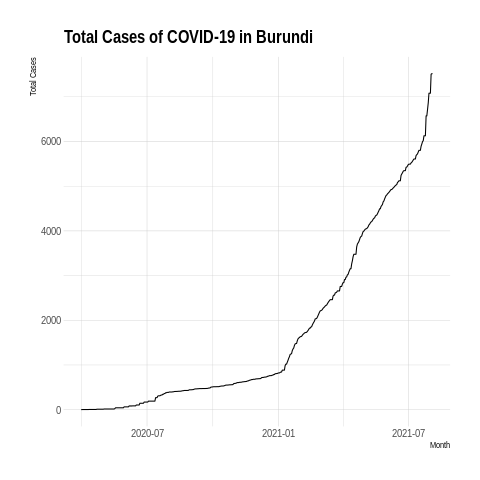 Total Cases of COVID-19 in Burundi
Total Cases
6000
4000
2000
0
2020-07 2021-01 2021-07
Month